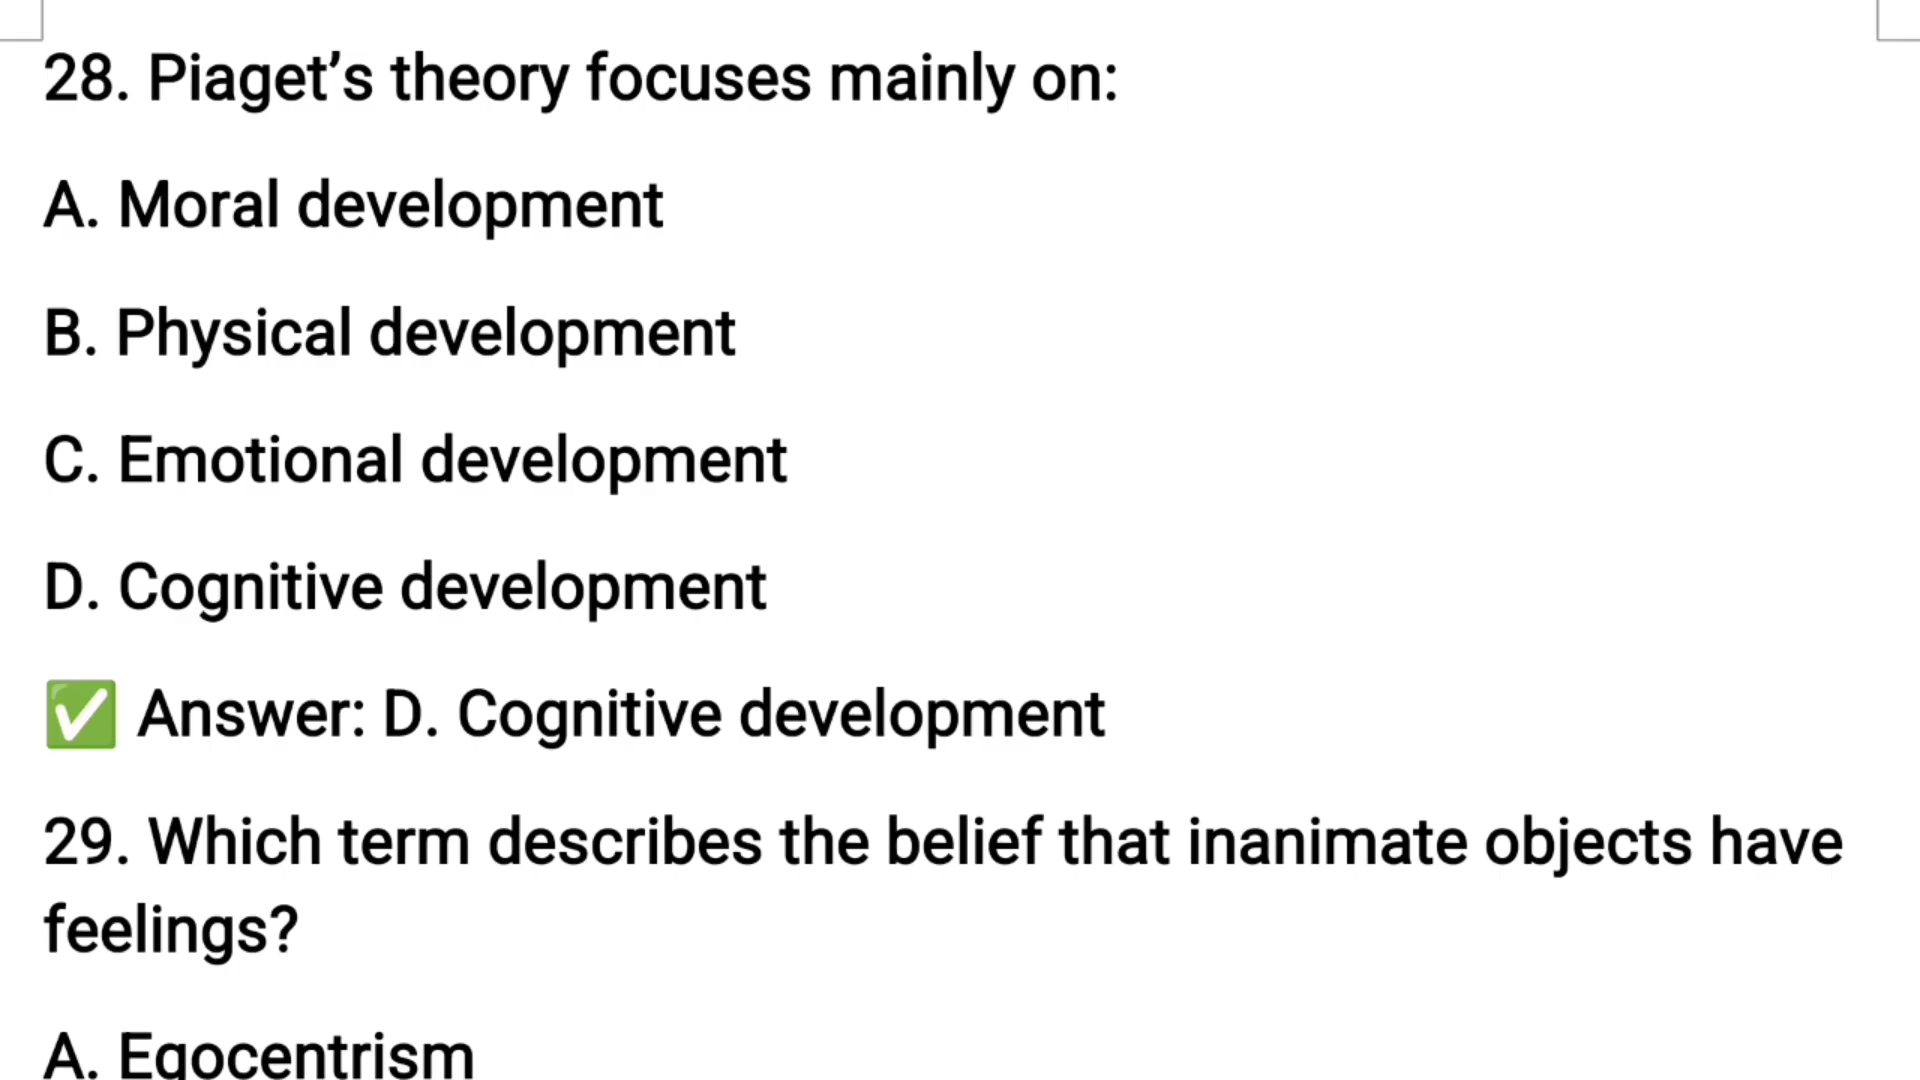 28. Piaget’s theory focuses mainly on:
A. Moral development
B. Physical development
C. Emotional development
D. Cognitive development
✅ Answer: D. Cognitive development
29. Which term describes the belief that inanimate objects have
feelings?
A. Egocentrism